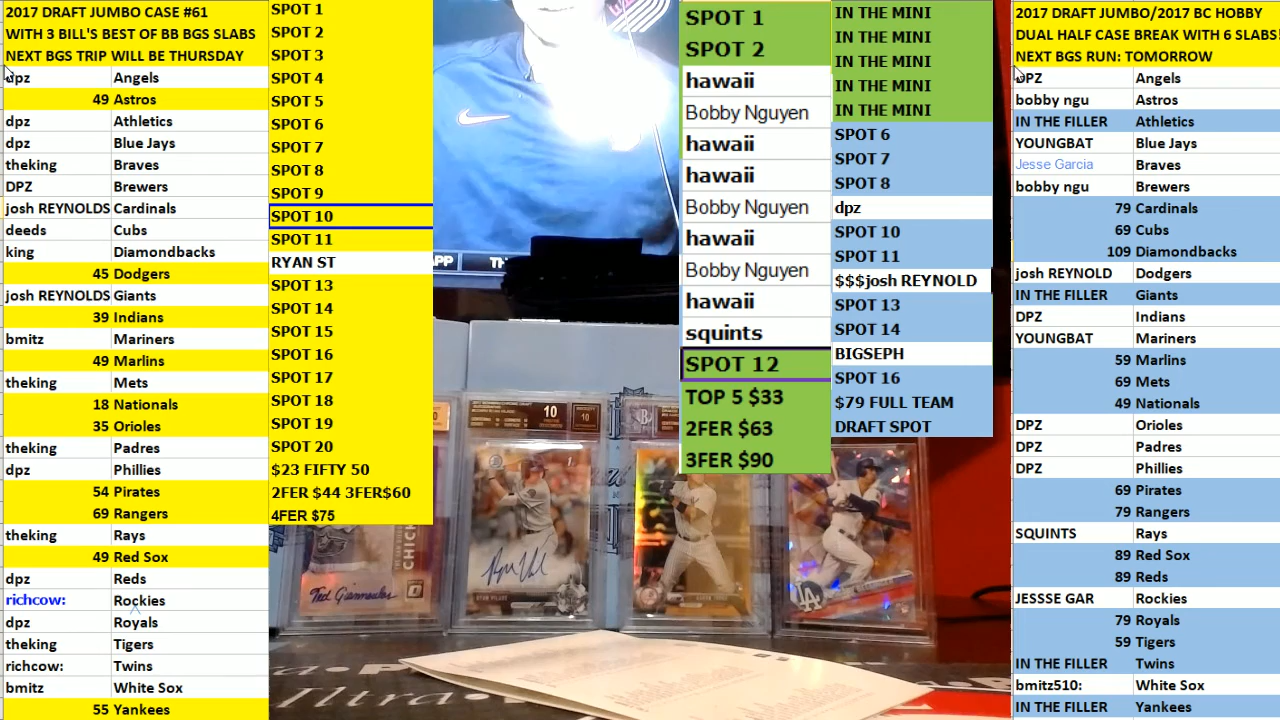 2017 DRAFT JUMBO CASE #61
WITH 3 BILL'S BEST OF BB BGS SLABS
NEXT BGS TRIP WILL BE THURSDAY
dpz Angels
49 Astros
dpz Athletics
dpz Blue Jays
theking Braves
DPZ Brewers
josh REYNOLDS Cardinals
deeds Cubs
king Diamondbacks
45 Dodgers
josh REYNOLDS Giants
39 Indians
bmitz Mariners
49 Marlins
theking Mets
18 Nationals
35 Orioles
theking Padres
dpz Phillies
54 Pirates
69 Rangers
theking Rays
49 Red Sox
dpz Reds
richcow: Rockies
dpz Royals
theking Tigers
richcow: Twins
bmitz White Sox
55 Yankees
SPOT 1
SPOT 2
SPOT 3
SPOT 4
SPOT 5
SPOT 6
SPOT 7
SPOT 8
SPOT 9
SPOT 10
SPOT 11
RYAN ST
SPOT 13
SPOT 14
SPOT 15
SPOT 16
SPOT 17
SPOT 18
SPOT 19
SPOT 20
$23 FIFTY 50
2FER $44 3FER$60
4FER $75
APP
TH
10
10
CHIC
SPOT 1
SPOT 2
hawaii
Bobby Nguyen
hawaii
hawaii
Bobby Nguyen
hawaii
Bobby Nguyen
hawaii
squints
SPOT 12
TOP 5 $33
2FER $63
3FER $90
IN THE MINI
IN THE MINI
IN THE MINI
IN THE MINI
IN THE MINI
SPOT 6
SPOT 7
SPOT 8
dpz
SPOT 10
SPOT 11
$$$josh REYNOLD
SPOT 13
SPOT 14
BIGSEPH
SPOT 16
$79 FULL TEAM
DRAFT SPOT
2017 DRAFT JUMBO/2017 BC HOBBY
DUAL HALF CASE BREAK WITH 6 SLABS!
NEXT BGS RUN: TOMORROW
DPZ Angels
bobby ngu Astros
IN THE FILLER Athletics
YOUNGBAT Blue Jays
Jesse Garcia Braves
bobby ngu Brewers
79 Cardinals
69 Cubs
109 Diamondbacks
josh REYNOLD Dodgers
IN THE FILLER Giants
DPZ Indians
YOUNGBAT Mariners
59 Marlins
69 Mets
49 Nationals
DPZ Orioles
DPZ Padres
DPZ Phillies
69 Pirates
79 Rangers
SQUINTS Rays
89 Red Sox
89 Reds
JESSSE GAR Rockies
79 Royals
59 Tigers
IN THE FILLER Twins
bmitz510: White Sox
IN THE FILLER Yankees